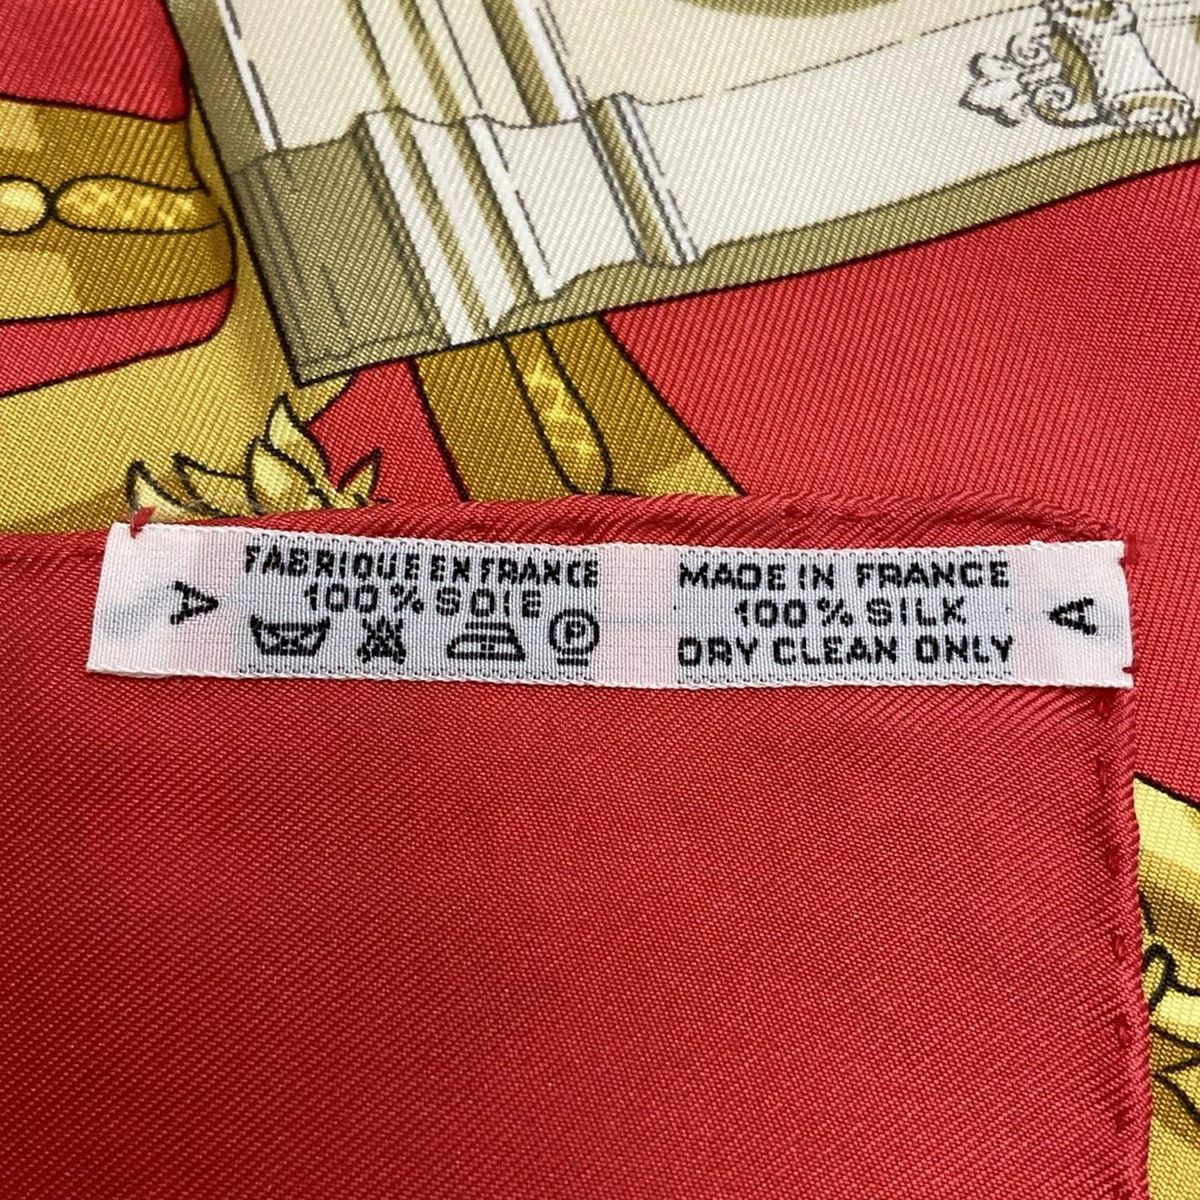 A
FABRIQUE EN FRANCE
100% SOIE
P
MADE IN FRANCE
100% SILK
DRY CLEAN ONLY
A